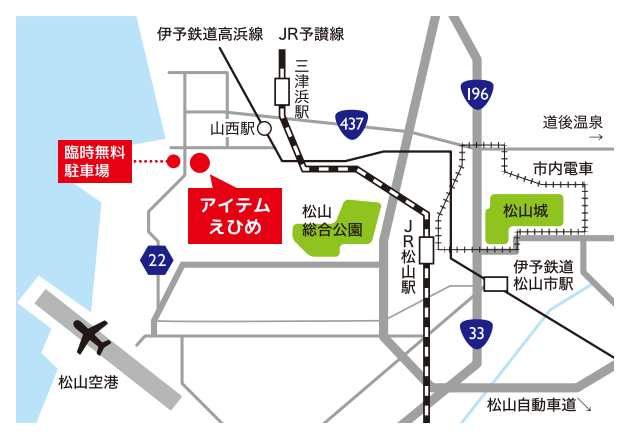 伊予鉄道高浜線
JR予讃線
三津浜駅
196
437
山西駅
道後温泉
→
臨時無料
駐車場
市内電車
アイテム
えひめ
松山
総合公園
松山城
JR松山駅
22
伊予鉄道
松山市駅
33
松山空港
松山自動車道↘